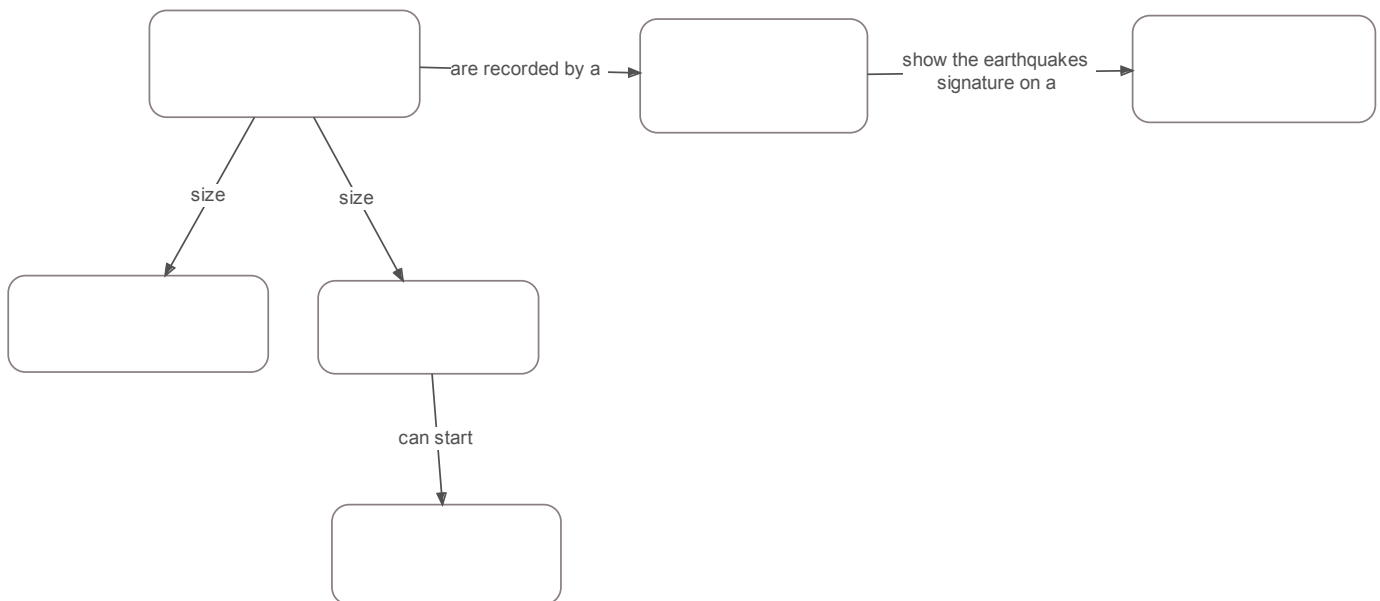 are recorded by a
show the earthquakes
signature on a
size
size
can start